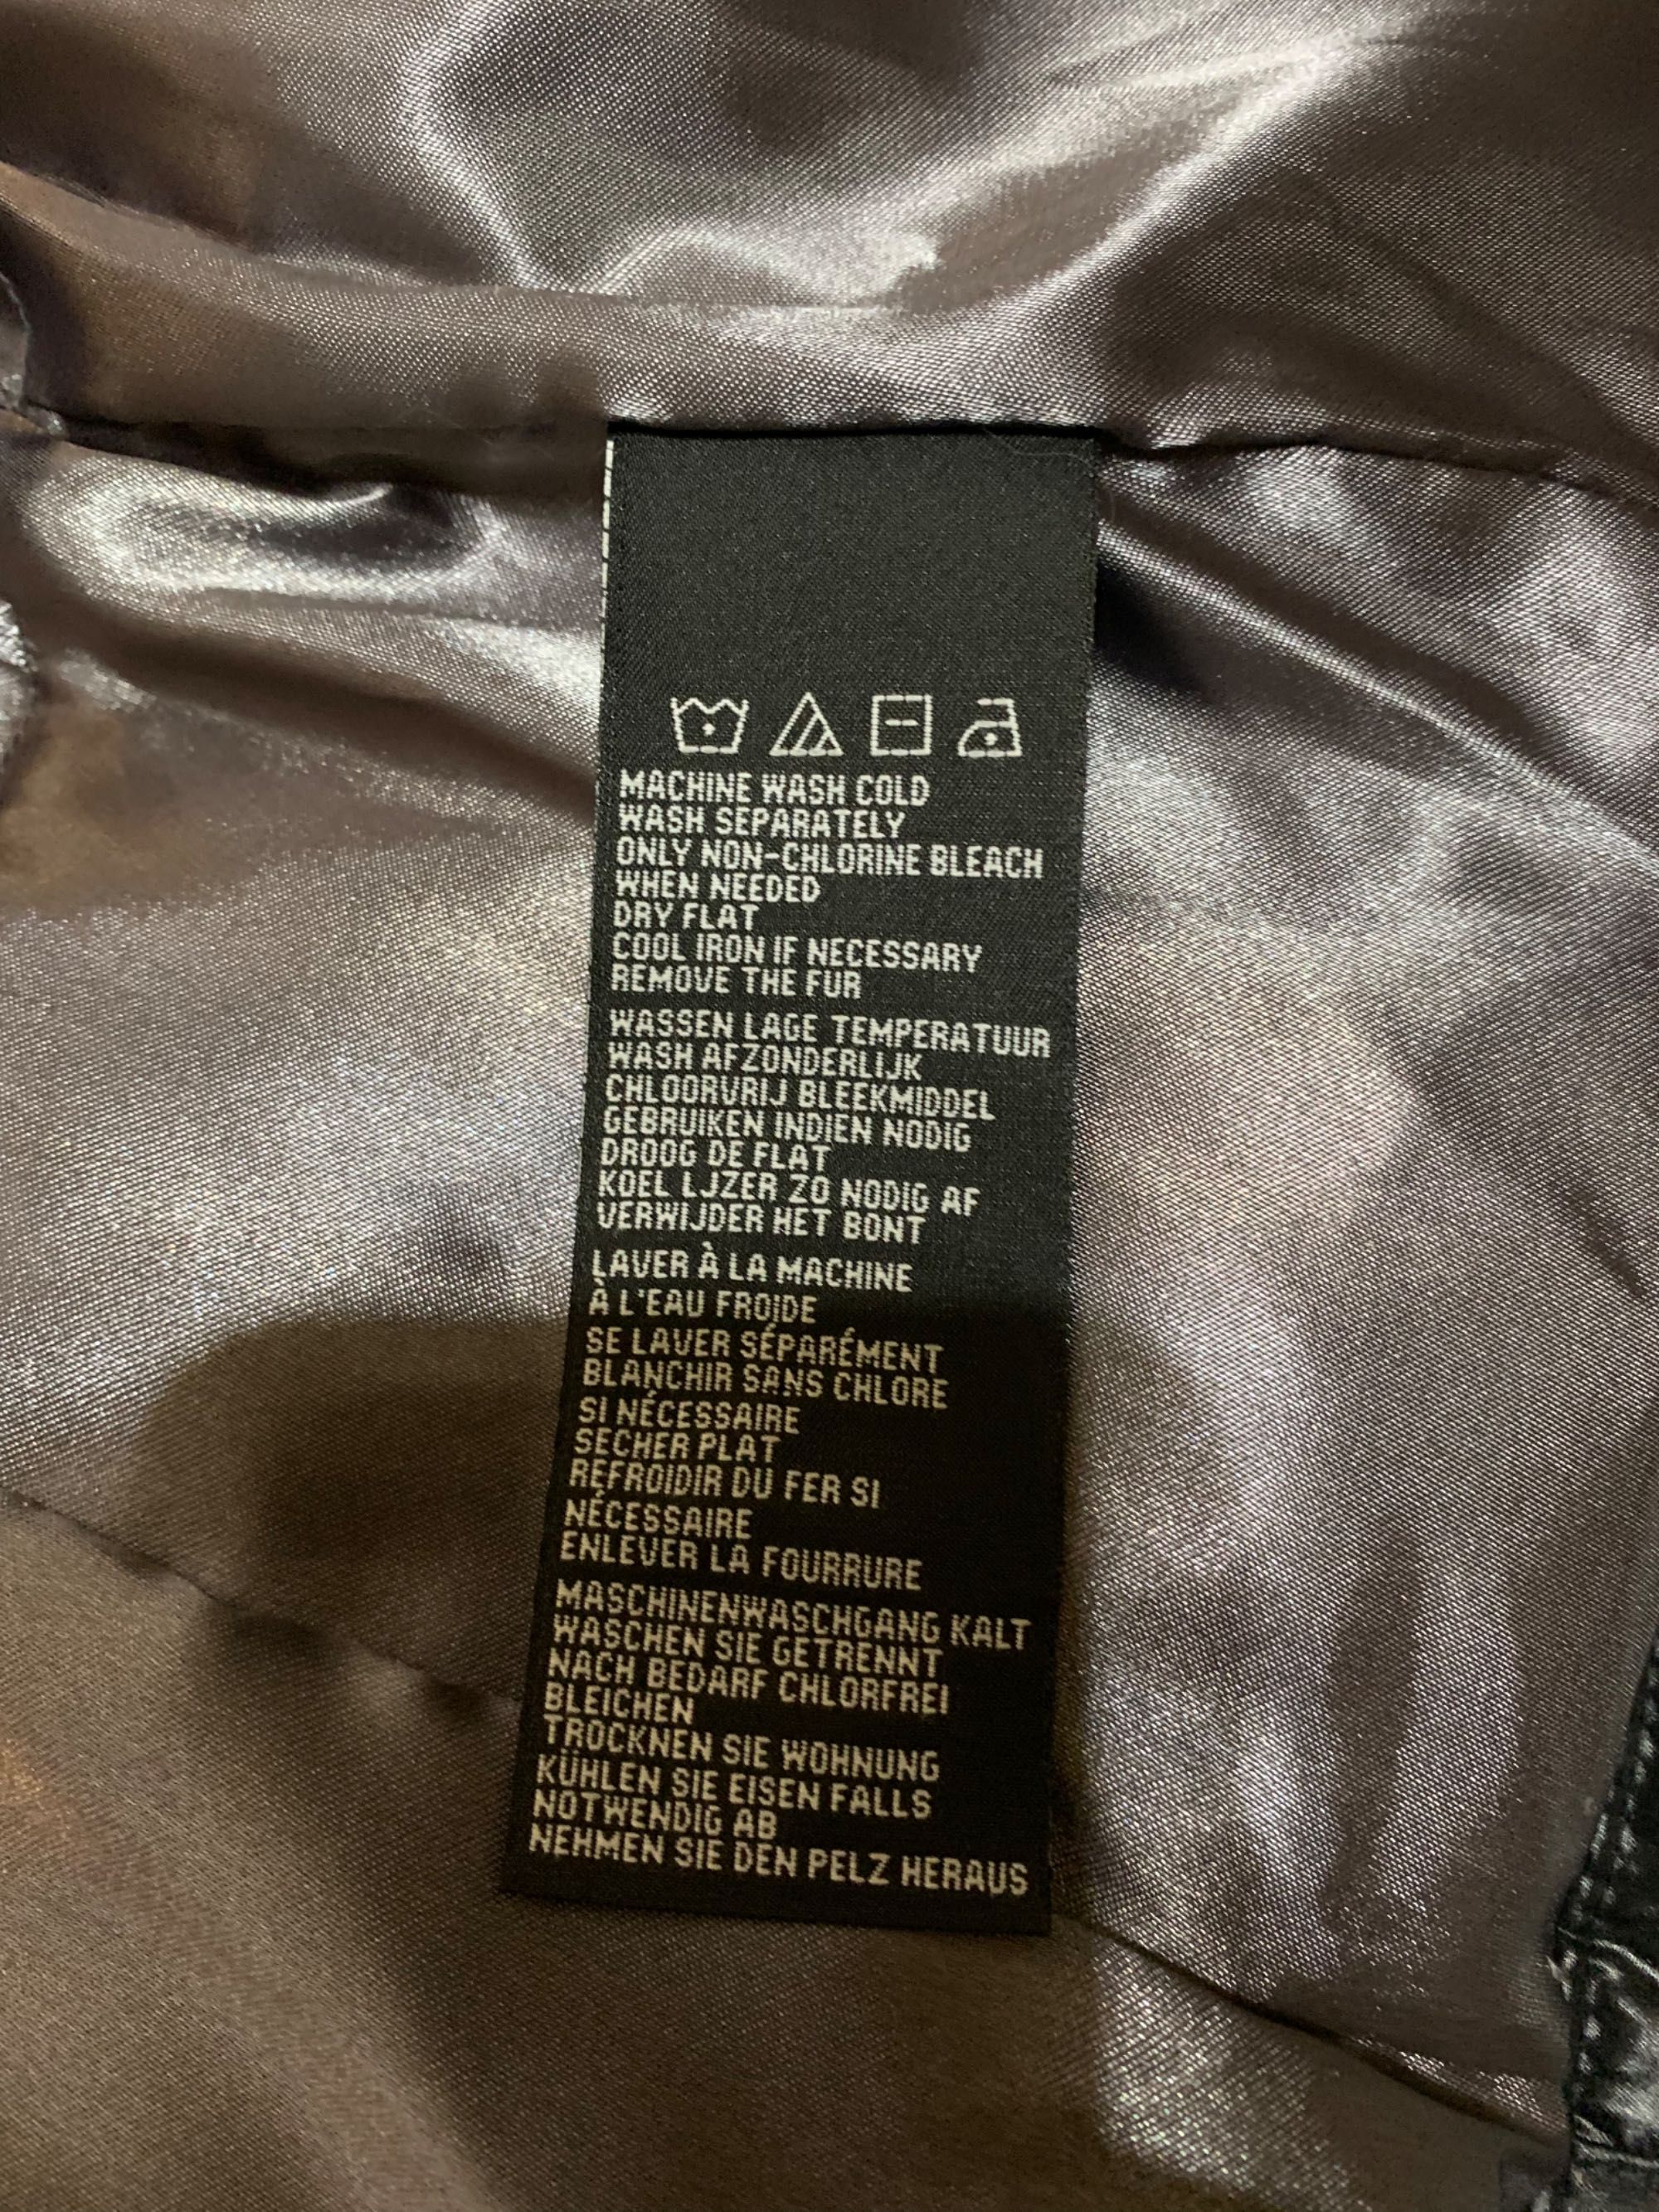 MACHINE WASH COLD
WASH SEPARATELY
ONLY NON-CHLORINE BLEACH
WHEN NEEDED
DRY FLAT
COOL IRON IF NECESSARY
REMOVE THE FUR
WASSEN LAGE TEMPERATUUR
WASH AFZONDERLIJK
CHLOORVRIJ BLEEKMIDDEL
GEBRUIKEN INDIEN NODIG
DROOG DE FLAT
KOEL LJZER ZO NODIG AF
VERWIJDER HET BONT
LAVER À LA MACHINE
À L'EAU FROIDE
SE LAVER SÉPARÉMENT
BLANCHIR SANS CHLORE
SI NÉCESSAIRE
SECHER PLAT
REFROIDIR DU FER SI
NÉCESSAIRE
ENLEVER LA FOURRURE
MASCHINENWASCHGANG KALT
WASCHEN SIE GETRENNT
NACH BEDARF CHLORFREI
BLEICHEN
TROCKNEN SIE WOHNUNG
KÜHLEN SIE EISEN FALLS
NOTWENDIG AB
NEHMEN SIE DEN PELZ HERAUS